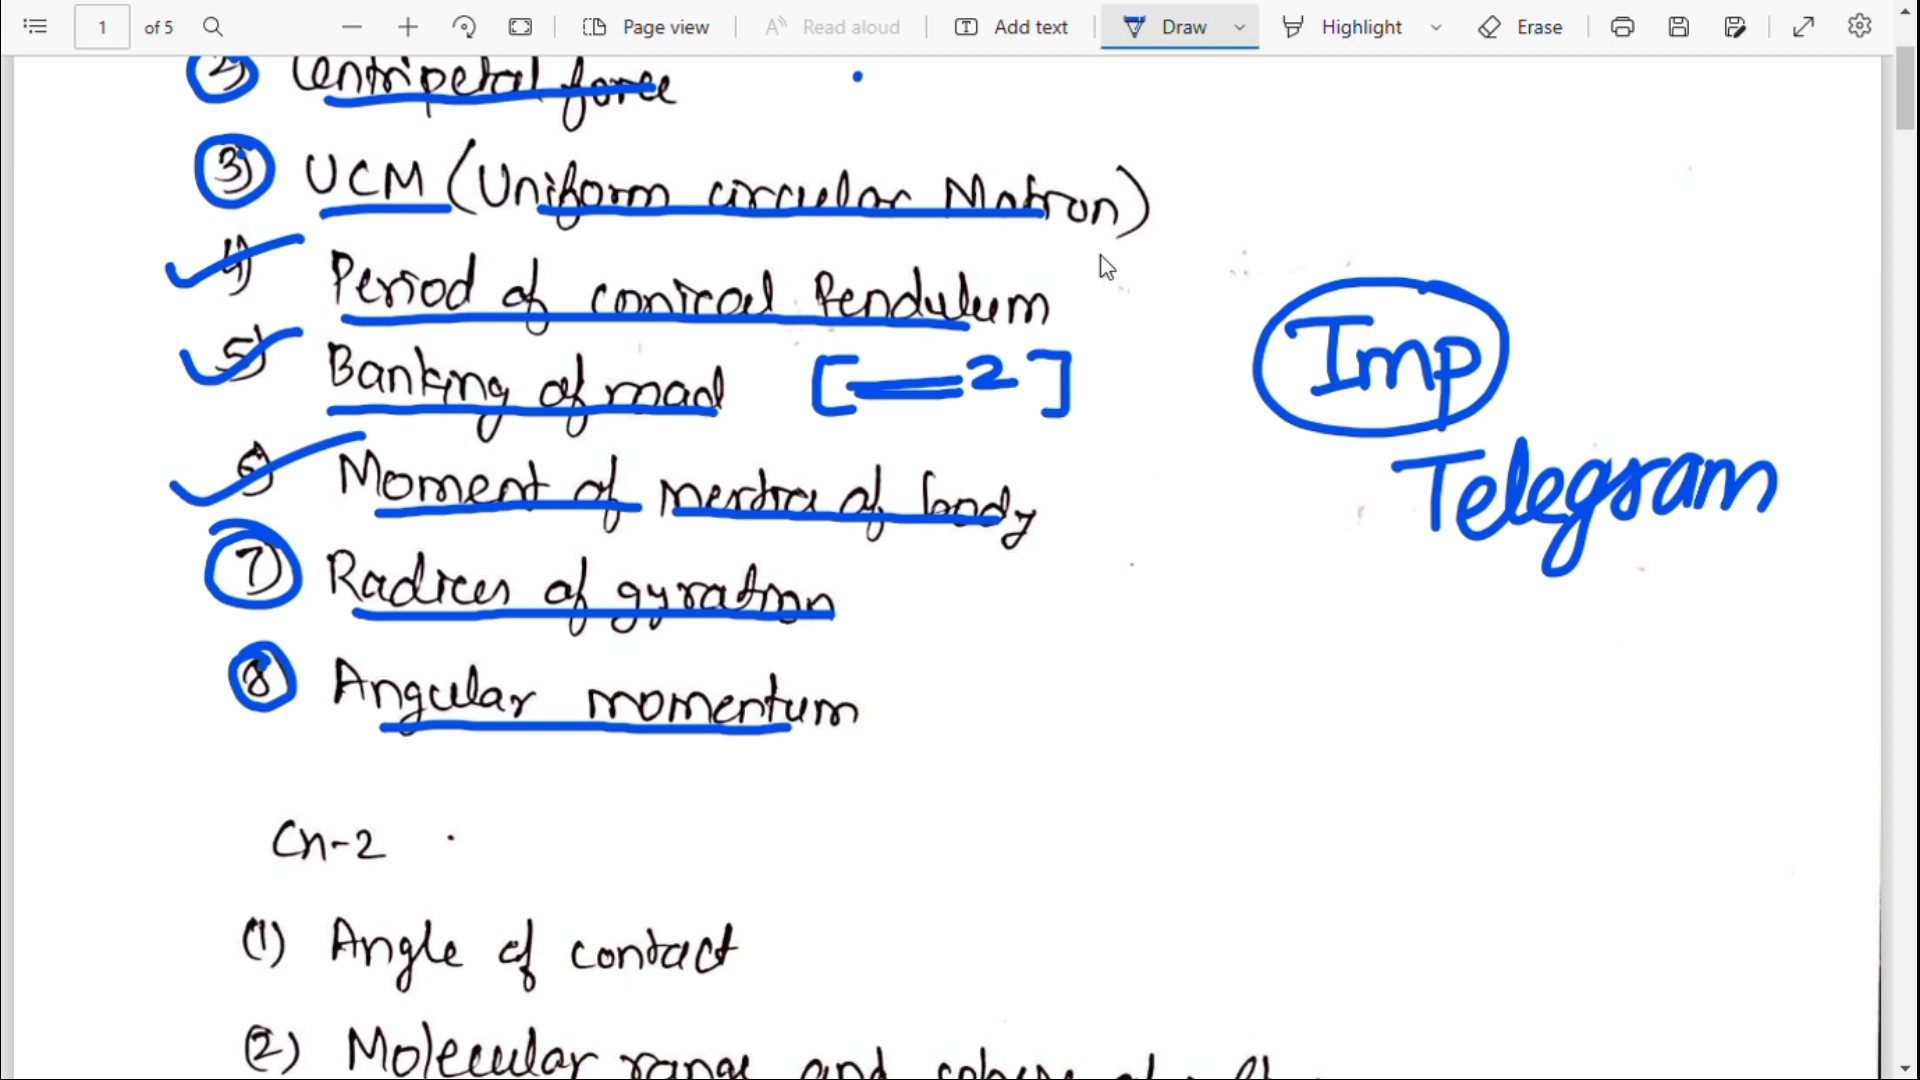 1 of 5 Page view Read aloud Add text Draw Highlight Erase
2) Centripetal force
3) UCM (Uniform circular Motion)
4) Period of conical Pendulum
5) Banking of road [ 2 ]
Imp
6) Moment of inertia of body
Telegram
7) Radius of gyration
8) Angular momentum
Ch-2
(1) Angle of contact
(2) Molecular range and sphere of